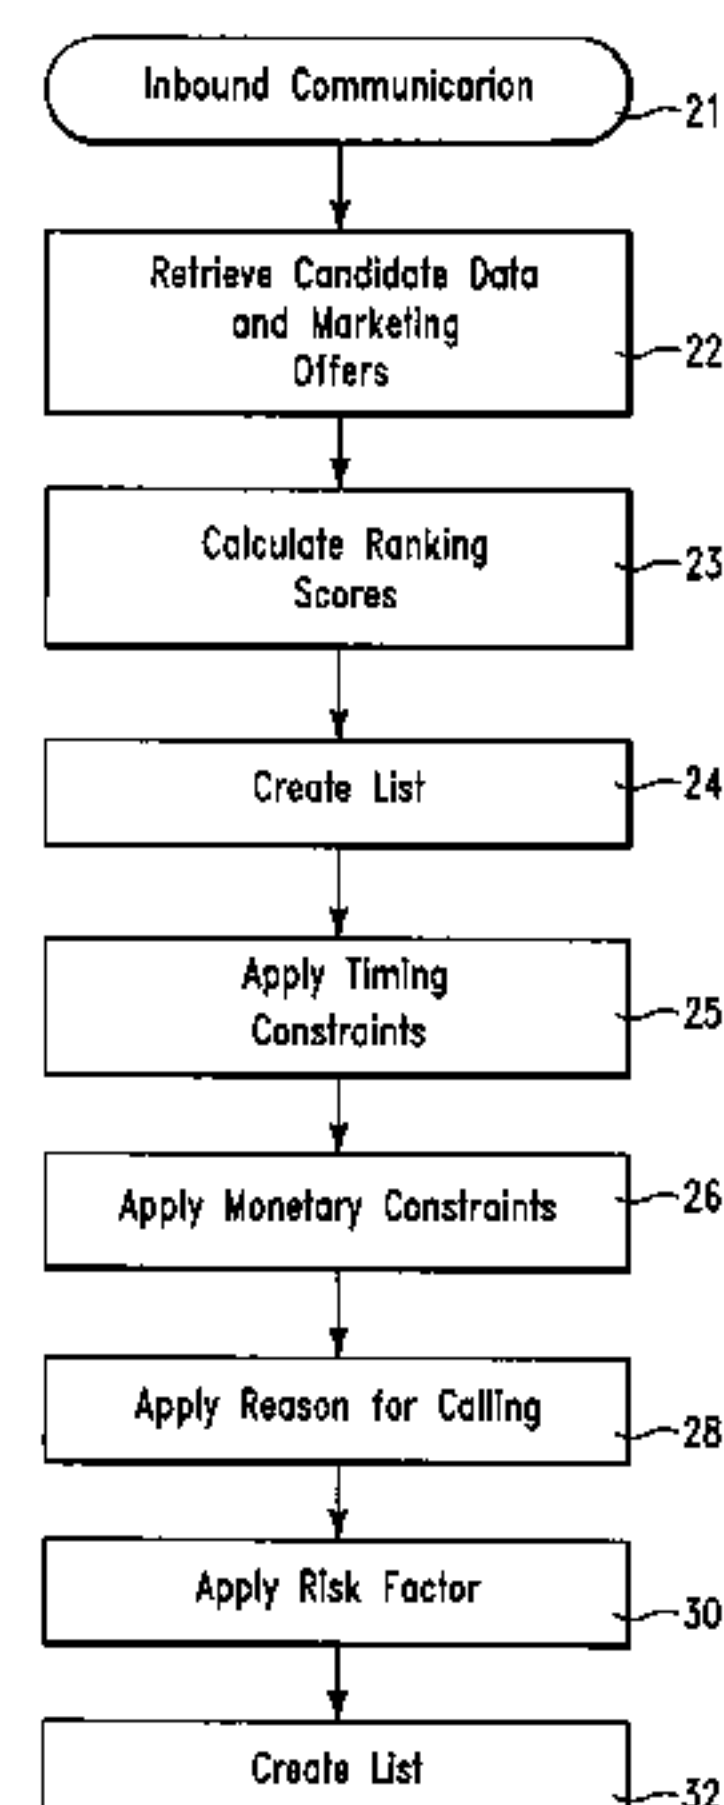 Inbound Communicarion
21
Retrieve Candidate Data
and Marketing
Offers
22
Calculate Ranking
Scores
23
Create List
24
Apply Timing
Constraints
25
Apply Monetary Constraints
26
Apply Reason for Calling
28
Apply Risk Factor
30
Create List
32